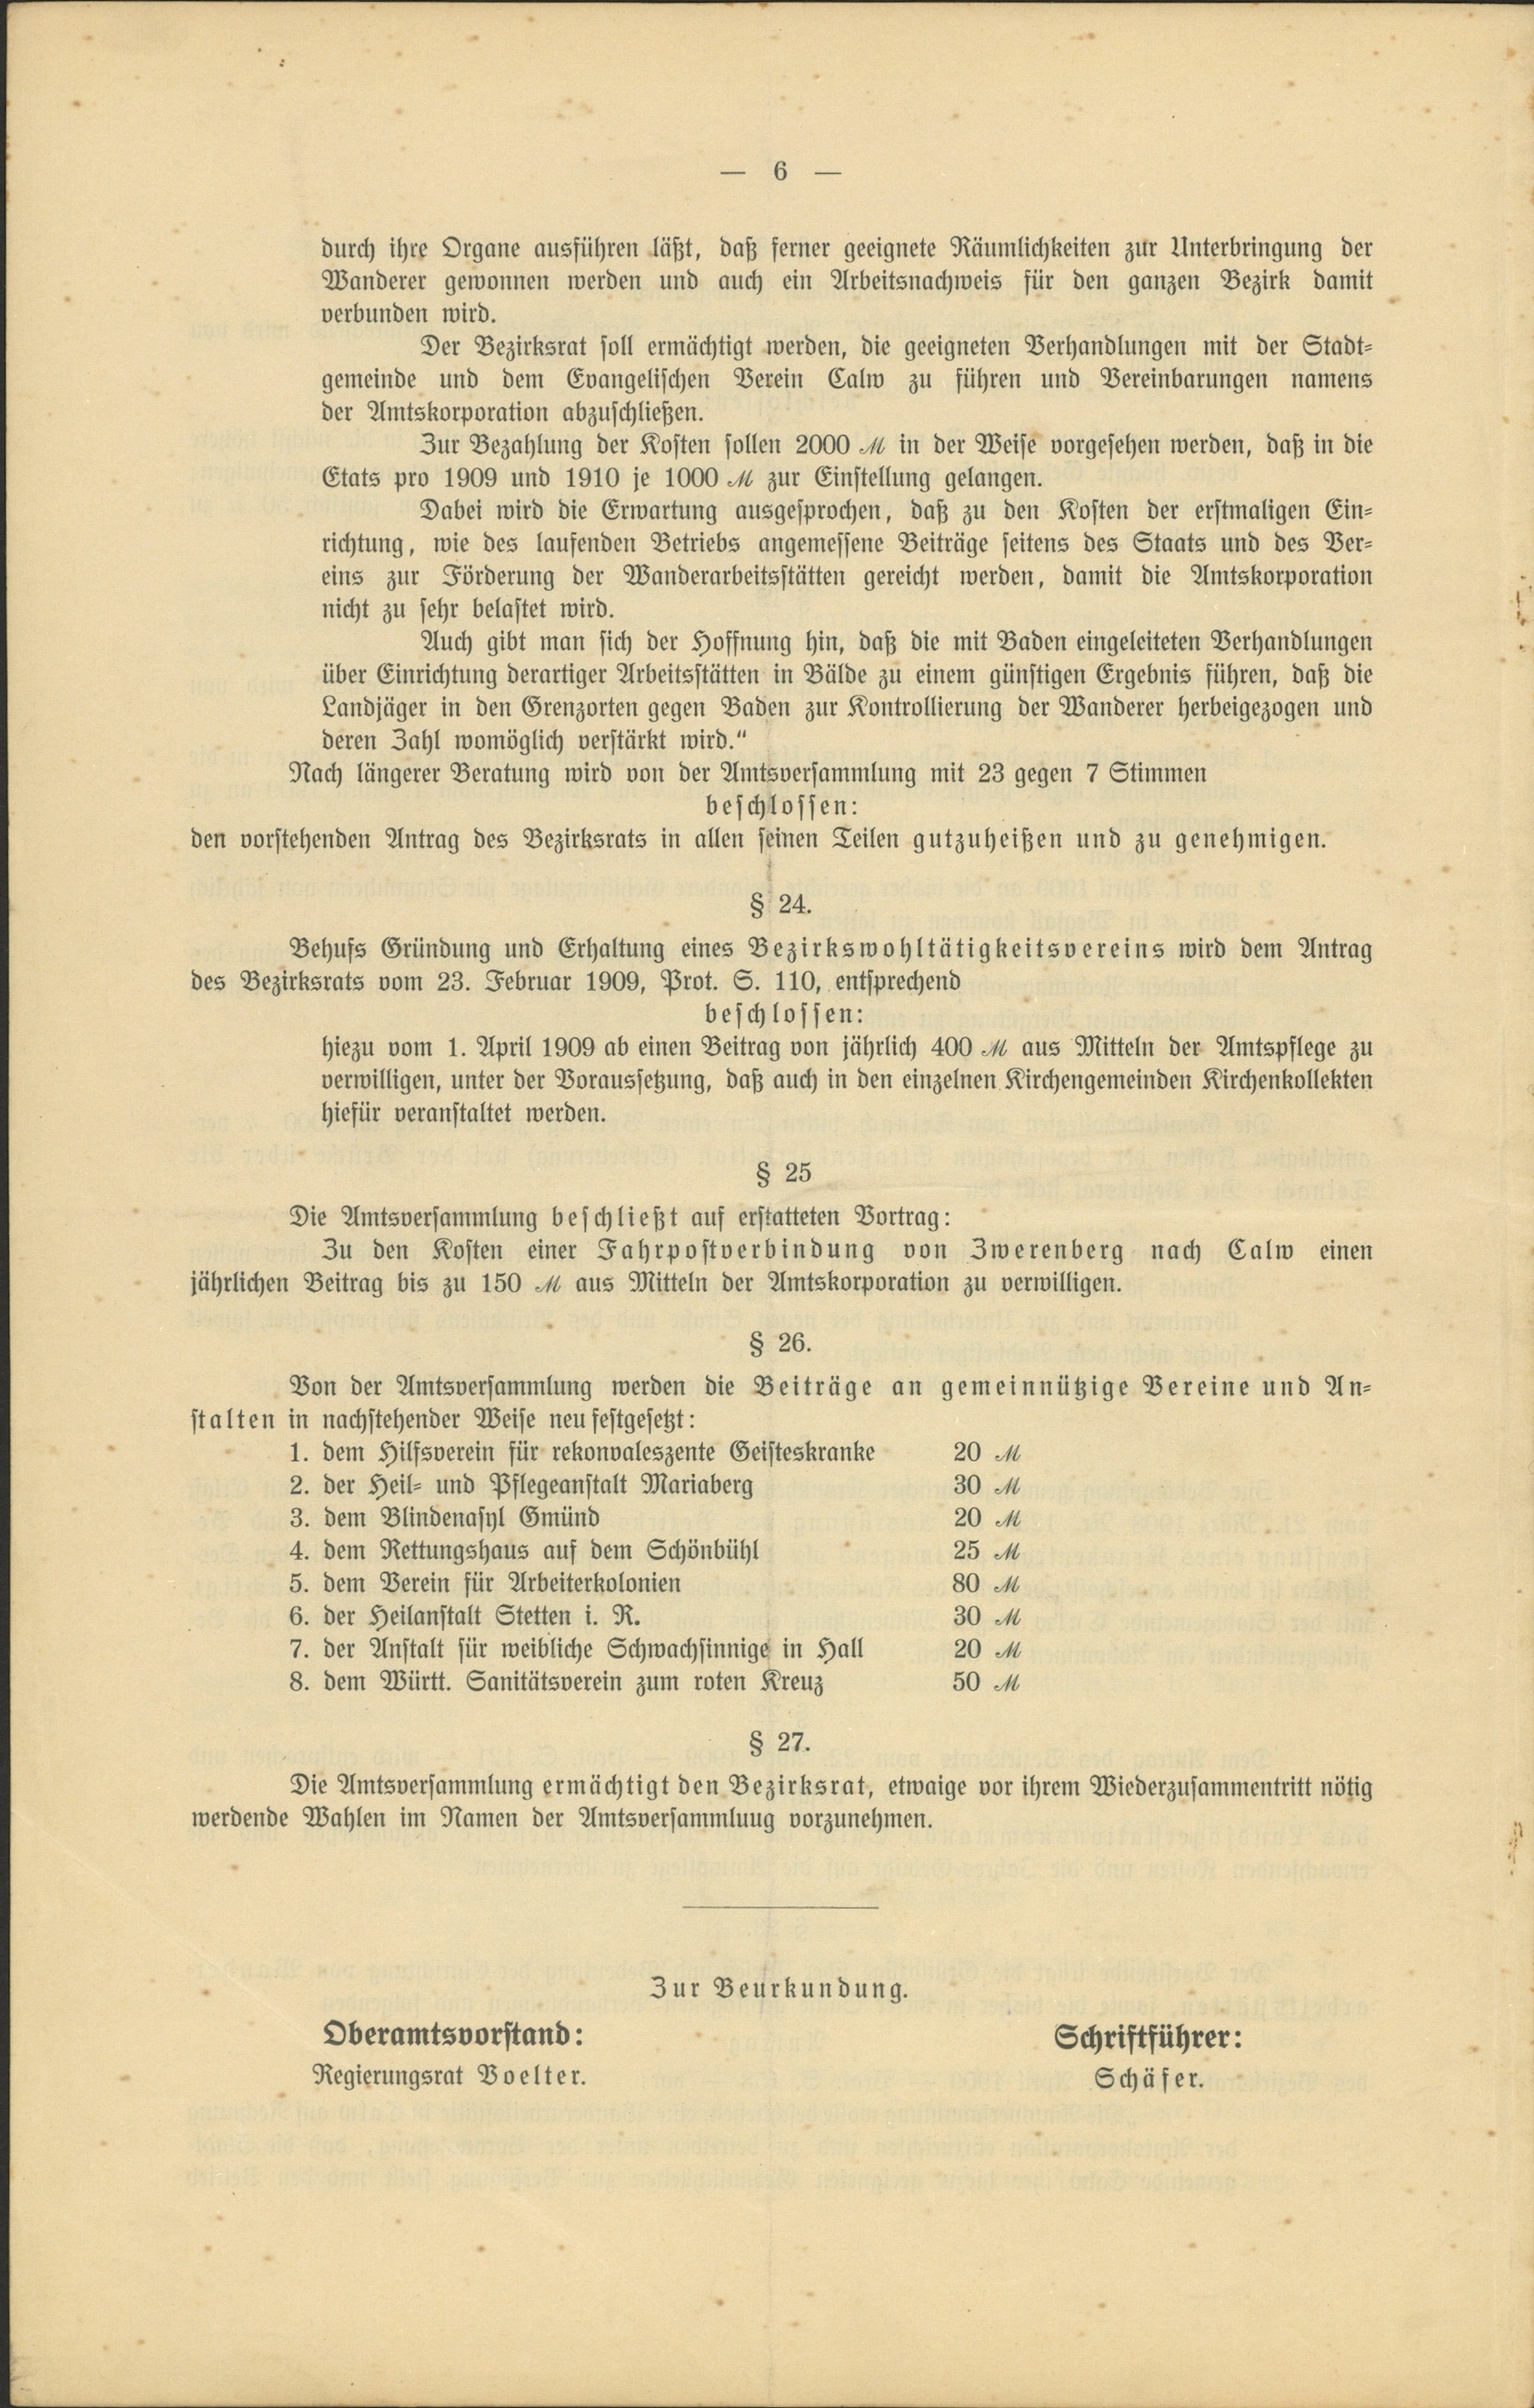 — 6 —
durch ihre Organe ausführen läßt, daß ferner geeignete Räumlichkeiten zur Unterbringung der
Wanderer gewonnen werden und auch ein Arbeitsnachweis für den ganzen Bezirk damit
verbunden wird.
Der Bezirksrat soll ermächtigt werden, die geeigneten Verhandlungen mit der Stadt-
gemeinde und dem Evangelischen Verein Calw zu führen und Vereinbarungen namens
der Amtskorporation abzuschließen.
Zur Bezahlung der Kosten sollen 2000 ℳ in der Weise vorgesehen werden, daß in die
Etats pro 1909 und 1910 je 1000 ℳ zur Einstellung gelangen.
Dabei wird die Erwartung ausgesprochen, daß zu den Kosten der erstmaligen Ein-
richtung, wie des laufenden Betriebs angemessene Beiträge seitens des Staats und des Ver-
eins zur Förderung der Wanderarbeitsstätten gereicht werden, damit die Amtskorporation
nicht zu sehr belastet wird.
Auch gibt man sich der Hoffnung hin, daß die mit Baden eingeleiteten Verhandlungen
über Einrichtung derartiger Arbeitsstätten in Bälde zu einem günstigen Ergebnis führen, daß die
Landjäger in den Grenzorten gegen Baden zur Kontrollierung der Wanderer herbeigezogen und
deren Zahl womöglich verstärkt wird.“
Nach längerer Beratung wird von der Amtsversammlung mit 23 gegen 7 Stimmen
beschlossen:
den vorstehenden Antrag des Bezirksrats in allen seinen Teilen gutzuheißen und zu genehmigen.
§ 24.
Behufs Gründung und Erhaltung eines Bezirkswohltätigkeitsvereins wird dem Antrag
des Bezirksrats vom 23. Februar 1909, Prot. S. 110, entsprechend
beschlossen:
hiezu vom 1. April 1909 ab einen Beitrag von jährlich 400 ℳ aus Mitteln der Amtspflege zu
verwilligen, unter der Voraussetzung, daß auch in den einzelnen Kirchengemeinden Kirchenkollekten
hiefür veranstaltet werden.
§ 25
Die Amtsversammlung beschließt auf erstatteten Vortrag:
Zu den Kosten einer Fahrpostverbindung von Zwerenberg nach Calw einen
jährlichen Beitrag bis zu 150 ℳ aus Mitteln der Amtskorporation zu verwilligen.
§ 26.
Von der Amtsversammlung werden die Beiträge an gemeinnützige Vereine und An-
stalten in nachstehender Weise neu festgesetzt:
1. dem Hilfsverein für rekonvaleszente Geisteskranke 20 ℳ
2. der Heil- und Pflegeanstalt Mariaberg 30 ℳ
3. dem Blindenasyl Gmünd 20 ℳ
4. dem Rettungshaus auf dem Schönbühl 25 ℳ
5. dem Verein für Arbeiterkolonien 80 ℳ
6. der Heilanstalt Stetten i. R. 30 ℳ
7. der Anstalt für weibliche Schwachsinnige in Hall 20 ℳ
8. dem Württ. Sanitätsverein zum roten Kreuz 50 ℳ
§ 27.
Die Amtsversammlung ermächtigt den Bezirksrat, etwaige vor ihrem Wiederzusammentritt nötig
werdende Wahlen im Namen der Amtsversammluug vorzunehmen.
Zur Beurkundung.
Oberamtsvorstand: Schriftführer:
Regierungsrat Voelter. Schäfer.